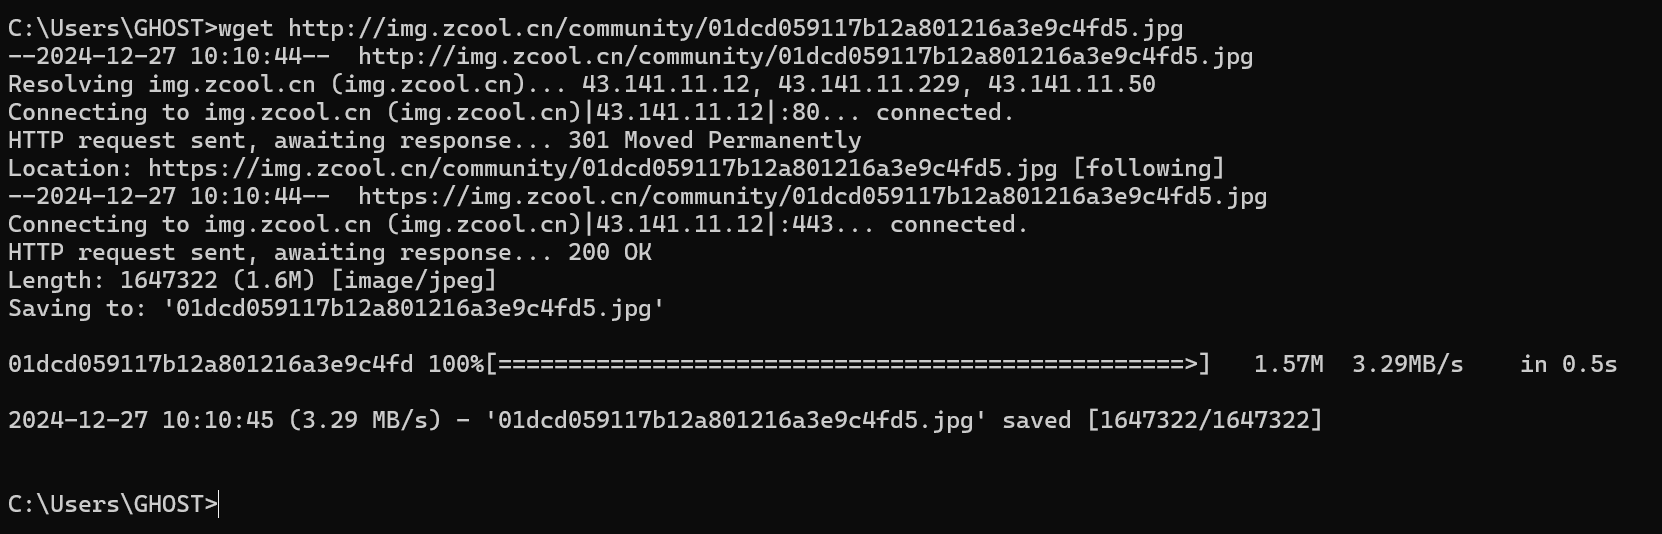 C:\Users\GHOST>wget http://img.zcool.cn/community/01dcd059117b12a801216a3e9c4fd5.jpg
--2024-12-27 10:10:44--  http://img.zcool.cn/community/01dcd059117b12a801216a3e9c4fd5.jpg
Resolving img.zcool.cn (img.zcool.cn)... 43.141.11.12, 43.141.11.229, 43.141.11.50
Connecting to img.zcool.cn (img.zcool.cn)|43.141.11.12|:80... connected.
HTTP request sent, awaiting response... 301 Moved Permanently
Location: https://img.zcool.cn/community/01dcd059117b12a801216a3e9c4fd5.jpg [following]
--2024-12-27 10:10:44--  https://img.zcool.cn/community/01dcd059117b12a801216a3e9c4fd5.jpg
Connecting to img.zcool.cn (img.zcool.cn)|43.141.11.12|:443... connected.
HTTP request sent, awaiting response... 200 OK
Length: 1647322 (1.6M) [image/jpeg]
Saving to: '01dcd059117b12a801216a3e9c4fd5.jpg'
01dcd059117b12a801216a3e9c4fd 100%[=================================================>]   1.57M  3.29MB/s    in 0.5s
2024-12-27 10:10:45 (3.29 MB/s) - '01dcd059117b12a801216a3e9c4fd5.jpg' saved [1647322/1647322]
C:\Users\GHOST>